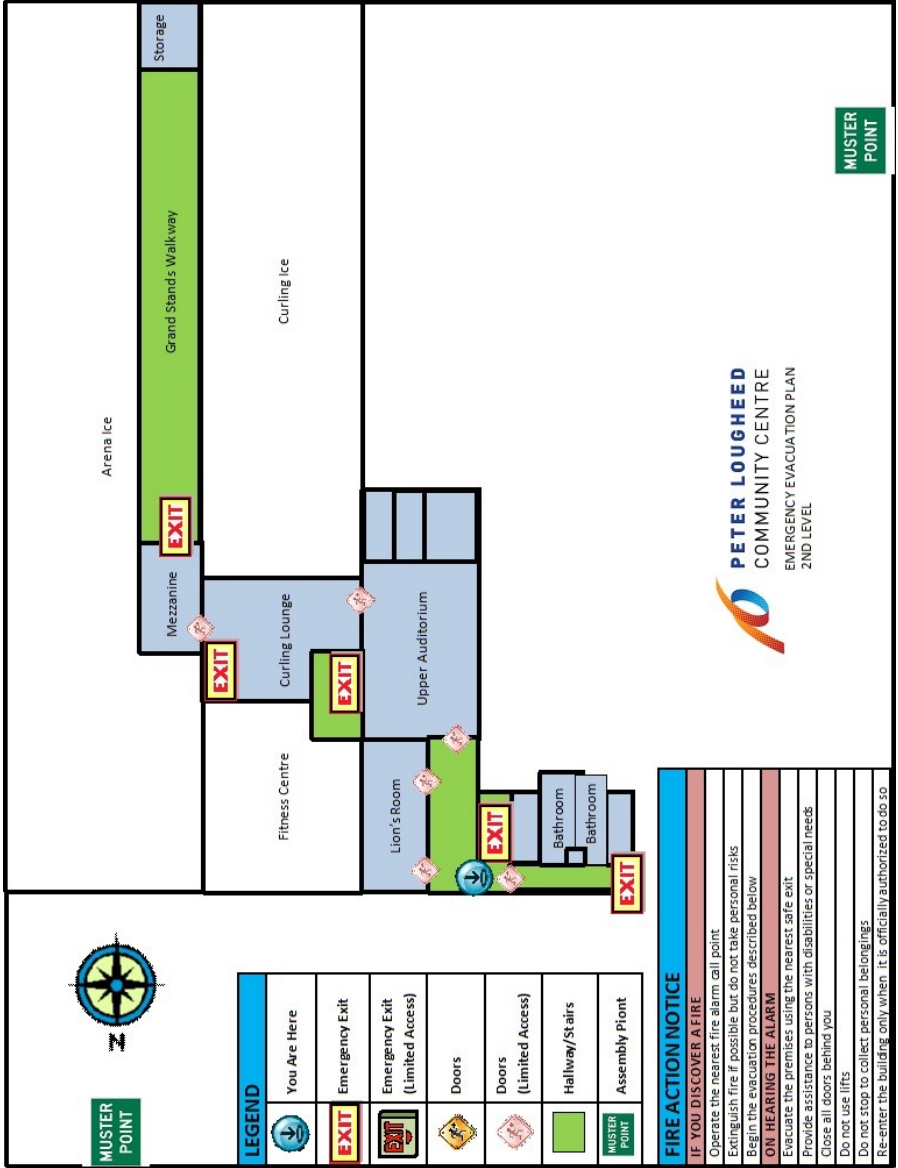 Arena Ice
Storage
Grand Stands Walkway
EXIT
Mezzanine
Curling Ice
EXIT
Curling Lounge
EXIT
Fitness Centre
Upper Auditorium
Lion's Room
EXIT
Bathroom
Bathroom
EXIT
N
MUSTER
POINT
MUSTER
POINT
LEGEND
You Are Here
EXIT
Emergency Exit
EXIT
Emergency Exit
(Limited Access)
Doors
Doors
(Limited Access)
Hallway/Stairs
MUSTER
POINT
Assembly Piont
FIRE ACTION NOTICE
IF YOU DISCOVER A FIRE
Operate the nearest fire alarm call point
Extinguish fire if possible but do not take personal risks
Begin the evacuation procedures described below
ON HEARING THE ALARM
Evacuate the premises using the nearest safe exit
Provide assistance to persons with disabilities or special needs
Close all doors behind you
Do not use lifts
Do not stop to collect personal belongings
Re-enter the building only when it is officially authorized to do so
PETER LOUGHEED
COMMUNITY CENTRE
EMERGENCY EVACUATION PLAN
2ND LEVEL